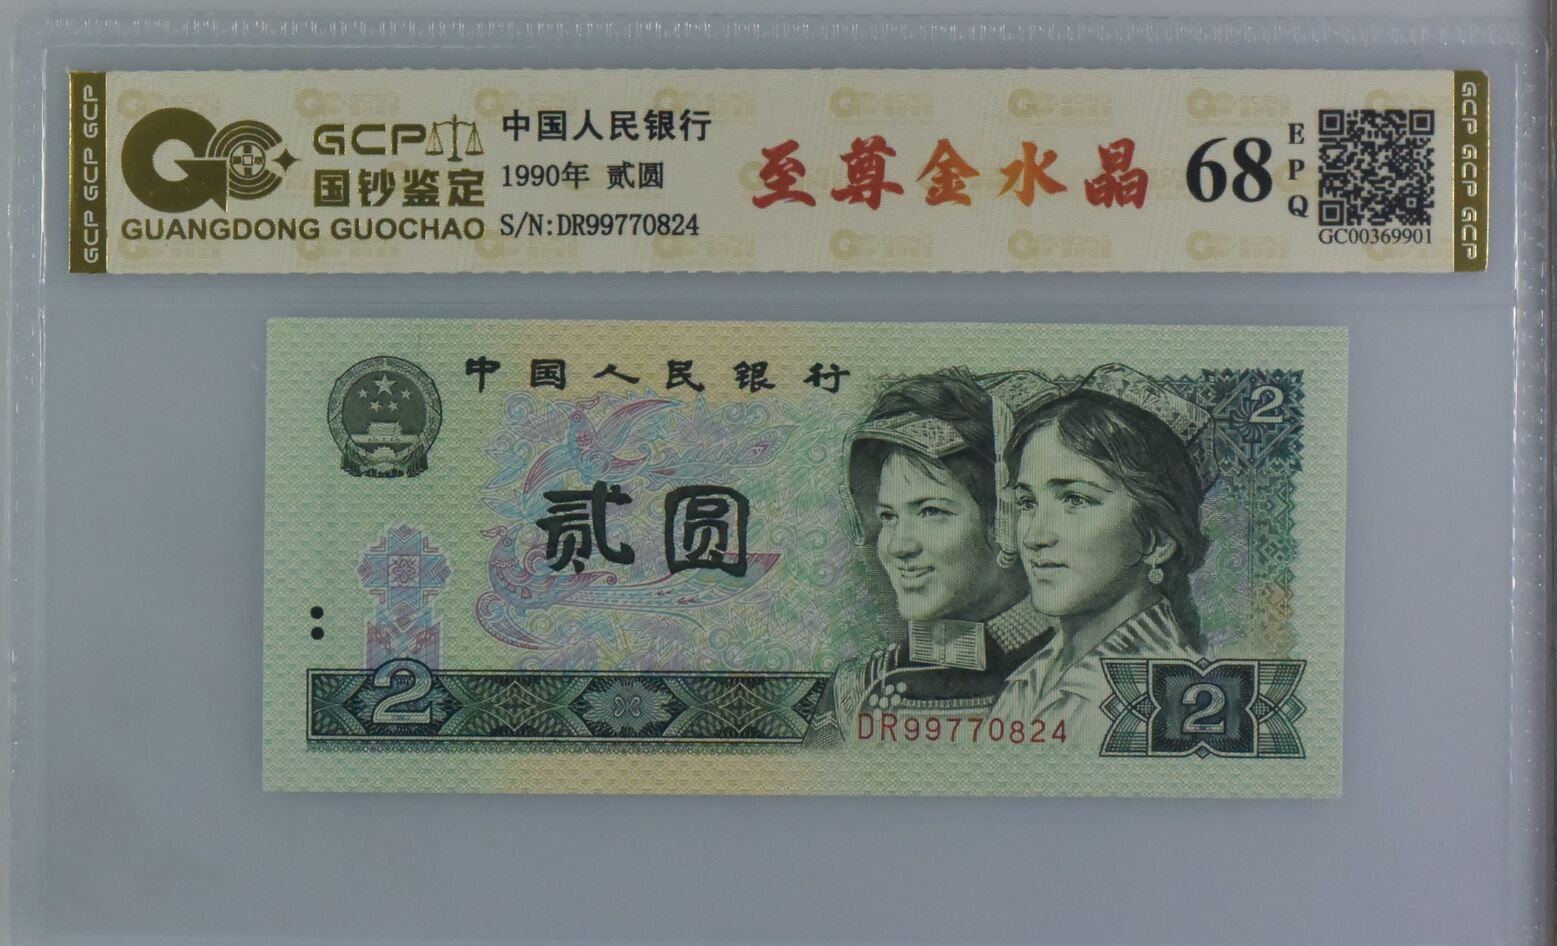 GCP GCP GCP
GCP
国钞鉴定
GUANGDONG GUOCHAO
中国人民银行
1990年 贰圆
S/N:DR99770824
至尊金水晶
68
EPQ
GC00369901
GCP GCP GCP
中国人民银行
2
贰圆
2
DR99770824
2